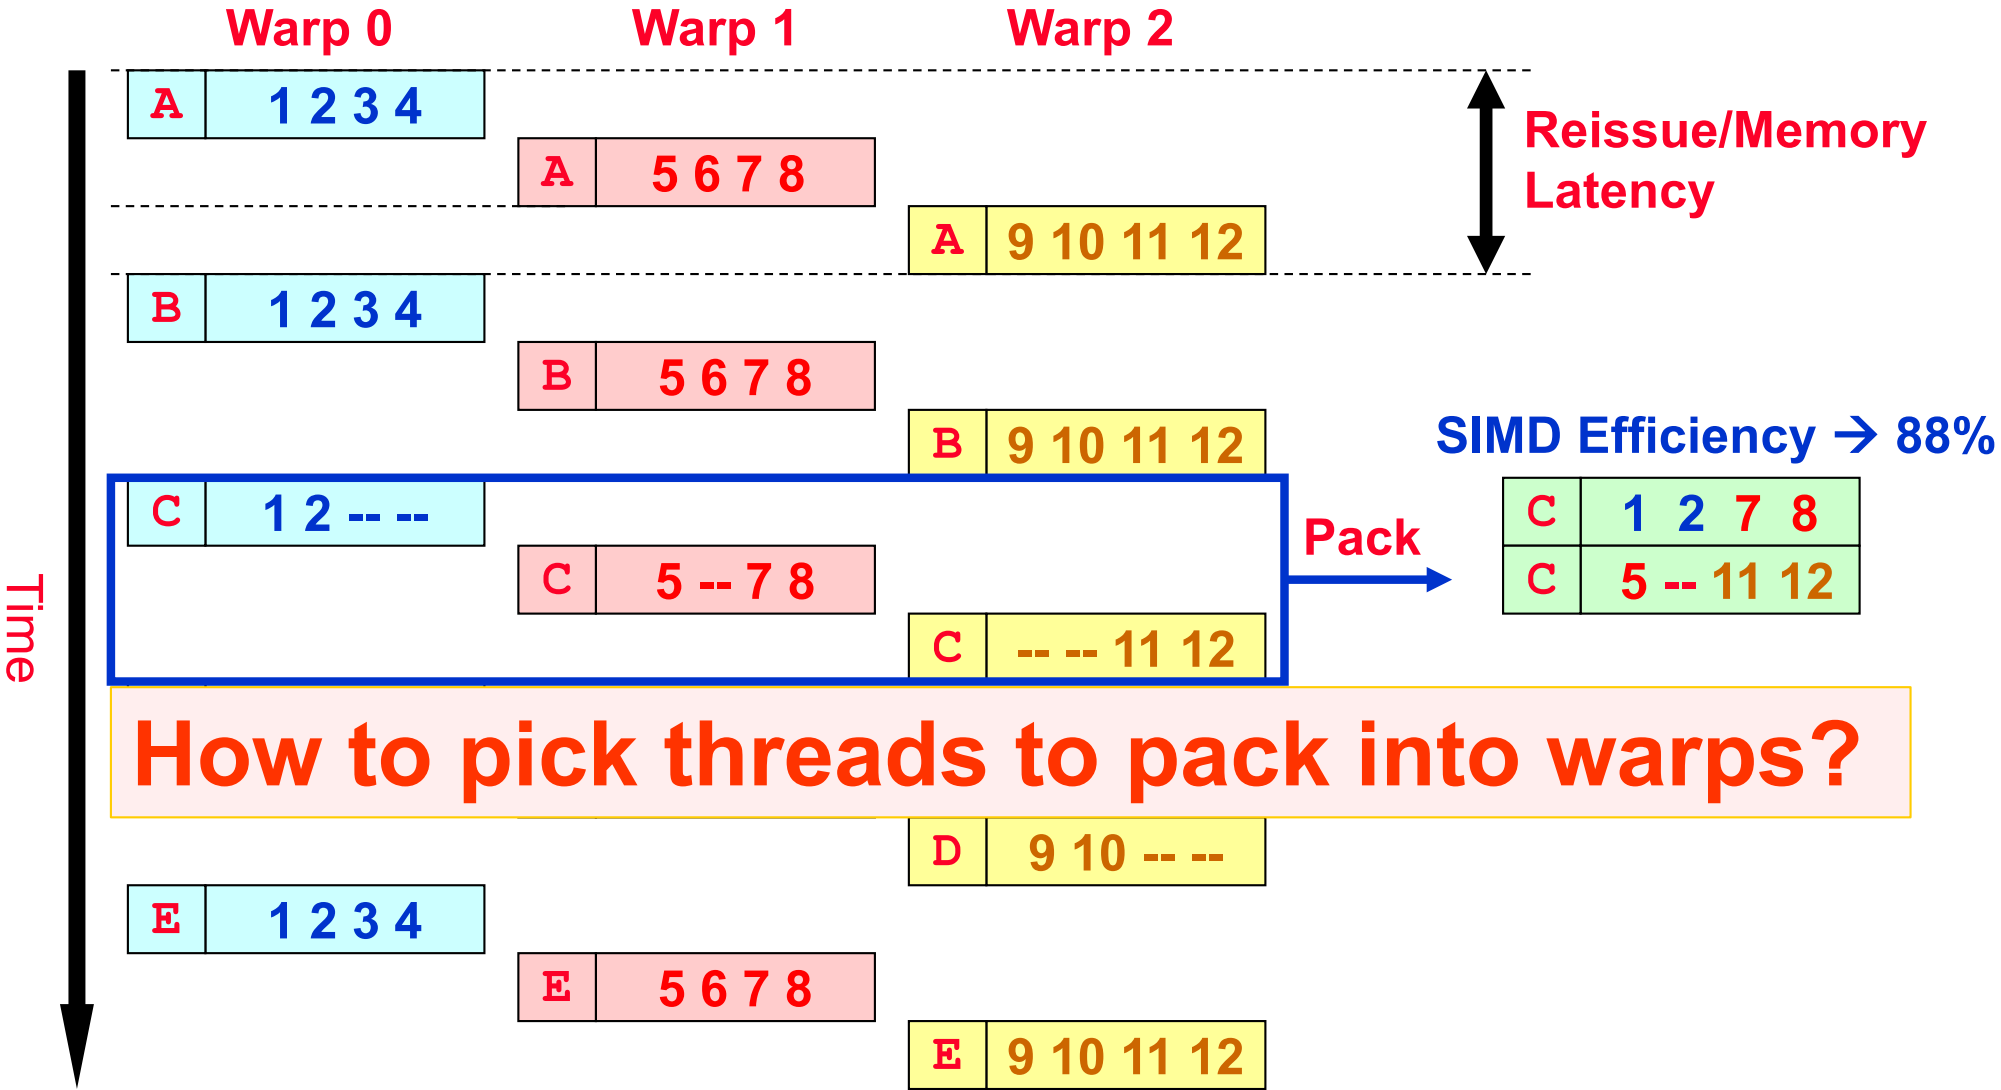 Warp 0 Warp 1 Warp 2
A 1 2 3 4
Reissue/Memory
Latency
A 5 6 7 8
A 9 10 11 12
B 1 2 3 4
B 5 6 7 8
B 9 10 11 12
SIMD Efficiency → 88%
C 1 2 -- --
C 5 -- 7 8
C -- -- 11 12
Pack
C 1 2 7 8
C 5 -- 11 12
Time
How to pick threads to pack into warps?
D 9 10 -- --
E 1 2 3 4
E 5 6 7 8
E 9 10 11 12